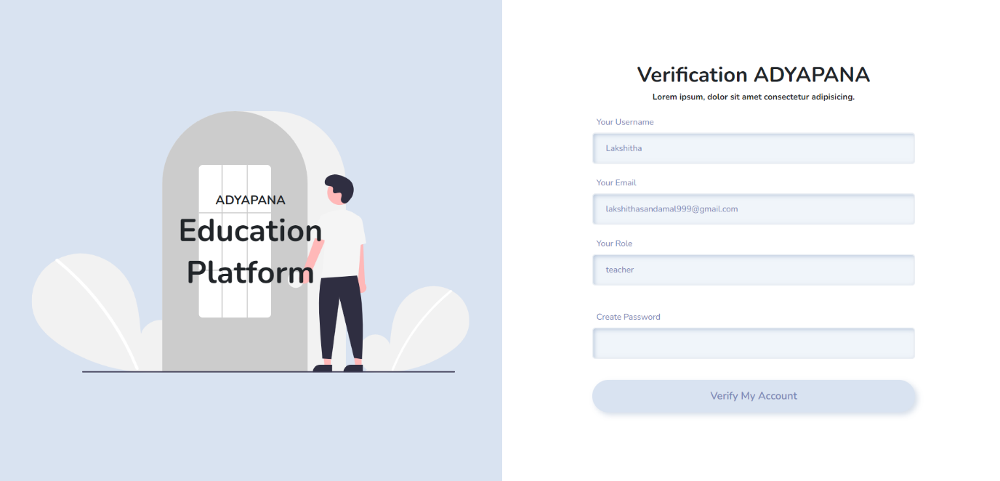 ADYAPANA
Education
Platform
Verification ADYAPANA
Lorem ipsum, dolor sit amet consectetur adipisicing.
Your Username
Lakshitha
Your Email
lakshithasandamal999@gmail.com
Your Role
teacher
Create Password
Verify My Account